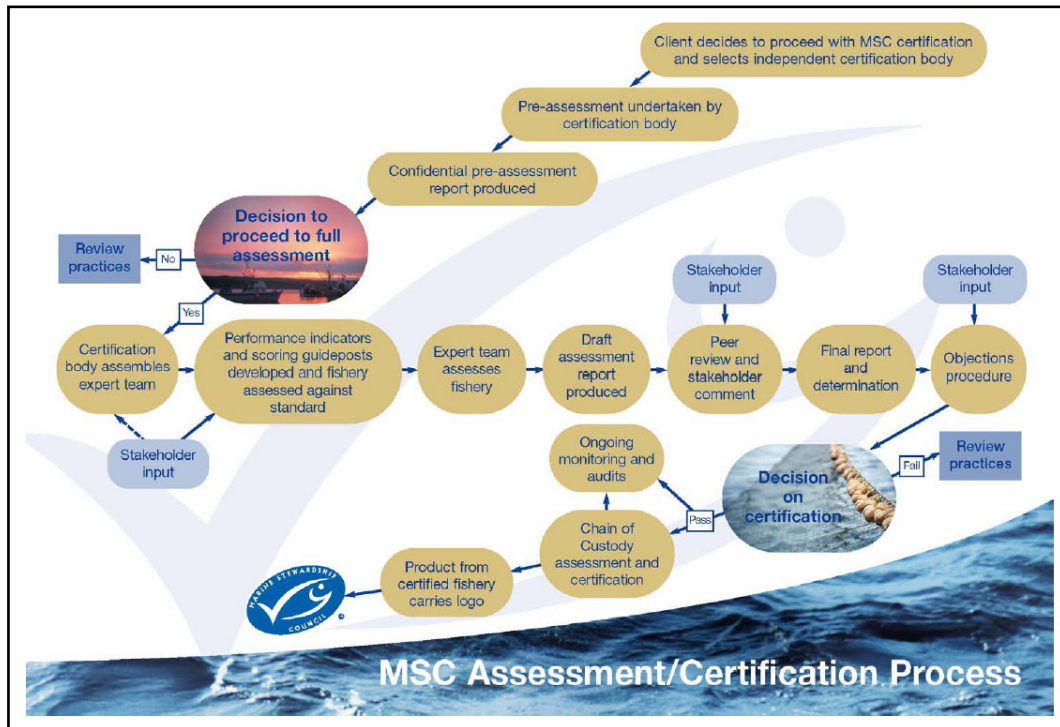 Client decides to proceed with MSC certification
and selects independent certification body
Pre-assessment undertaken by
certification body
Confidential pre-assessment
report produced
Decision to
proceed to full
assessment
No
Review
practices
Yes
Certification
body assembles
expert team
Stakeholder
input
Performance indicators
and scoring guideposts
developed and fishery
assessed against
standard
Expert team
assesses
fishery
Draft
assessment
report
produced
Stakeholder
input
Peer
review and
stakeholder
comment
Final report
and
determination
Stakeholder
input
Objections
procedure
Decision
on
certification
Fail
Review
practices
Pass
Ongoing
monitoring and
audits
Chain of
Custody
assessment and
certification
Product from
certified fishery
carries logo
MARINE STEWARDSHIP
COUNCIL
©
MSC Assessment/Certification Process